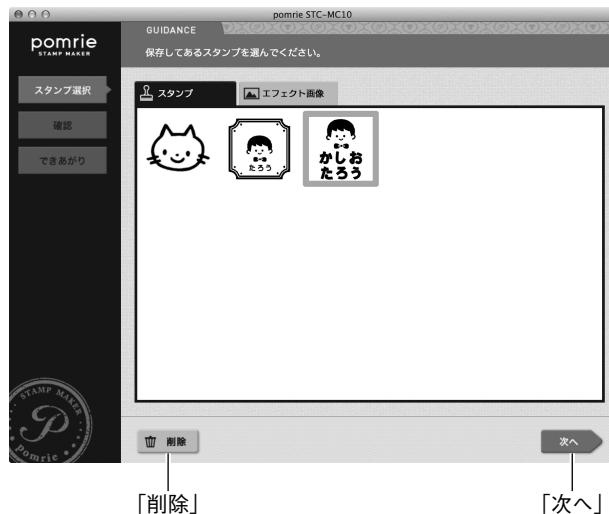 pomrie STC-MC10
pomrie
STAMP MAKER
GUIDANCE
保存してあるスタンプを選んでください。
スタンプ選択
確認
できあがり
スタンプ
エフェクト画像
たろう
かしお
たろう
STAMP MAKER
P
pomrie
削除
次へ
「削除」
「次へ」